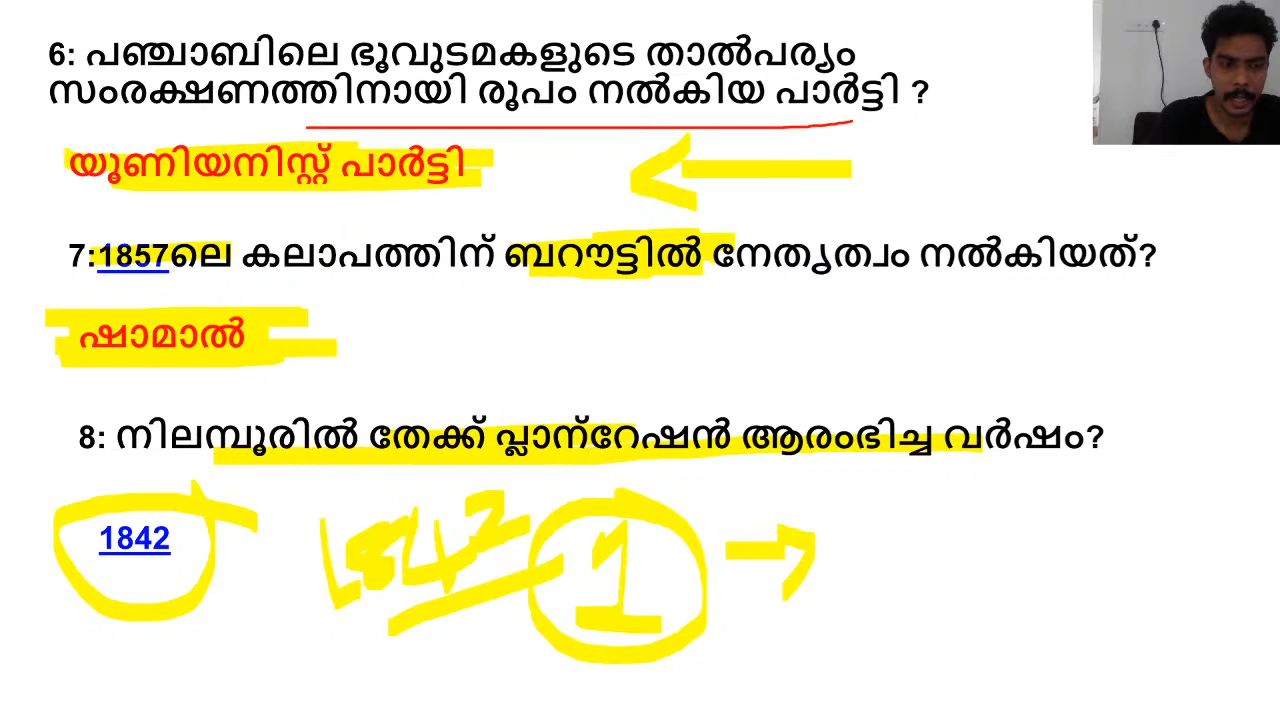 6: പഞ്ചാബിലെ ഭൂവുടമകളുടെ താൽപര്യം
സംരക്ഷണത്തിനായി രൂപം നൽകിയ പാർട്ടി ?
യൂണിയനിസ്റ്റ് പാർട്ടി
7:1857ലെ കലാപത്തിന് ബറൗട്ടിൽ നേതൃത്വം നൽകിയത്?
ഷാമാൽ
8: നിലമ്പൂരിൽ തേക്ക് പ്ലാന്റേഷൻ ആരംഭിച്ച വർഷം?
1842 1842 1